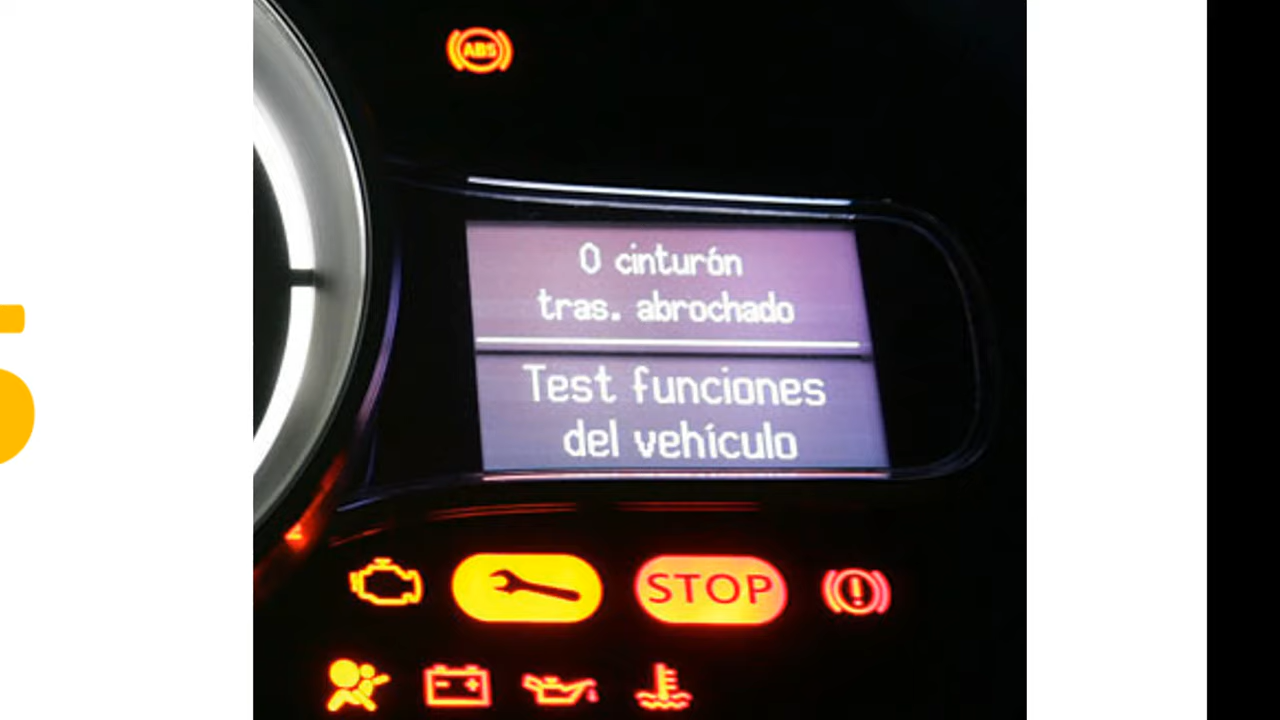 ABS
0 cinturón
tras. abrochado
Test funciones
del vehículo
STOP